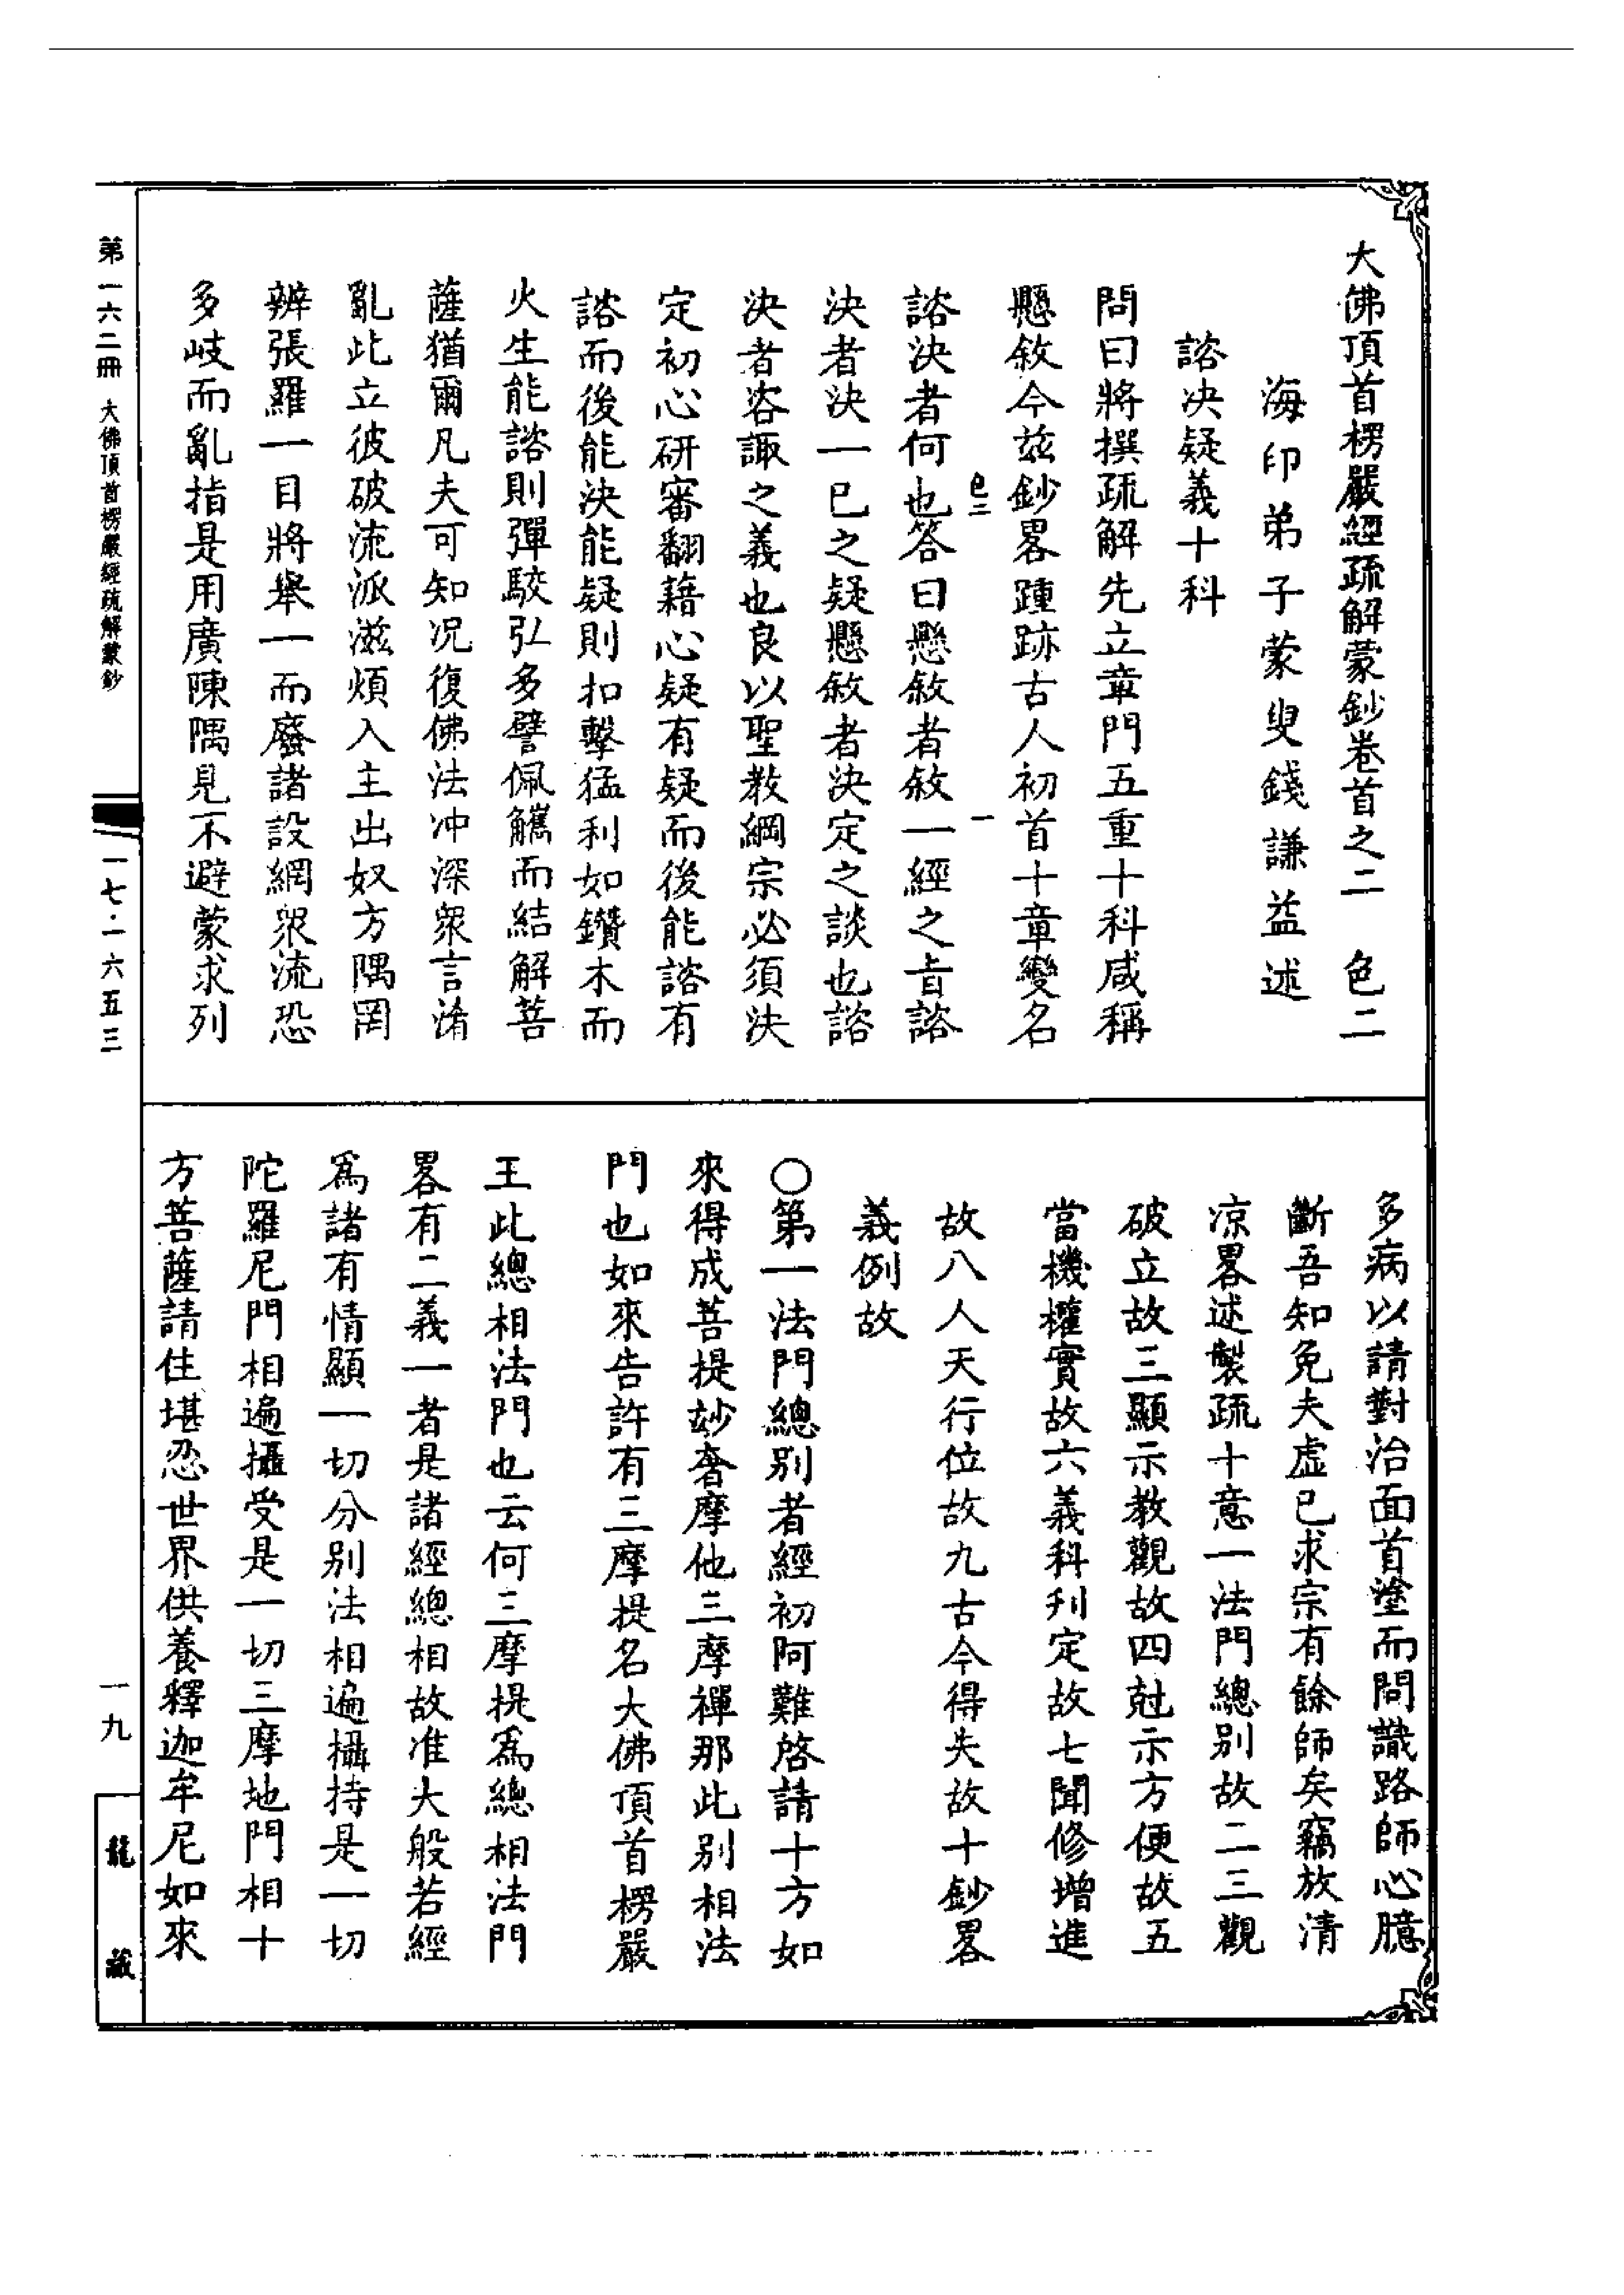 大佛頂首楞嚴經疏解蒙鈔卷首之二　色二
海印弟子蒙叟錢謙益述
諮決疑義十科
問曰將撰疏解先立章門五重十科咸稱
懸敘今玆鈔畧踵跡古人初首十章變名
色二　一
諮決者何也答曰懸敘者敘一經之㫖諮
決者決一己之疑懸敘者決定之談也諮
決者咨諏之義也良以聖教綱宗必須決
定初心研審翻藉心疑有疑而後能諮有
諮而後能決能疑則扣擊猛利如鑽木而
火生能諮則彈駮弘多譬佩觿而結解菩
薩猶爾凡夫可知况復佛法冲深衆言淆
亂此立彼破流派滋煩入主出奴方隅罔
辨張羅一目將舉一而廢諸設網衆流恐
多岐而亂指是用廣陳隅見不避蒙求列
多病以請對治面首塗而問識路師心臆
斷吾知免夫虛已求宗有餘師矣竊放清
凉畧述製疏十意一法門總别故二三觀
破立故三顯示教觀故四尅示方便故五
當機權實故六義科刋定故七聞修增進
故八人天行位故九古今得失故十鈔畧
義例故
○第一法門總别者經初阿難啓請十方如
來得成菩提玅奢摩他三摩禪那此别相法
門也如來告許有三摩提名大佛頂首楞嚴
王此總相法門也云何三摩提爲總相法門
畧有二義一者是諸經總相故准大般若經
爲諸有情顯一切分别法相遍攝持是一切
陀羅尼門相遍攝受是一切三摩地門相十
方菩薩請住堪忍世界供養釋迦牟尼如來
第一六二冊　大佛頂首楞嚴經疏解蒙鈔
一七·一六五三
一九
龍藏